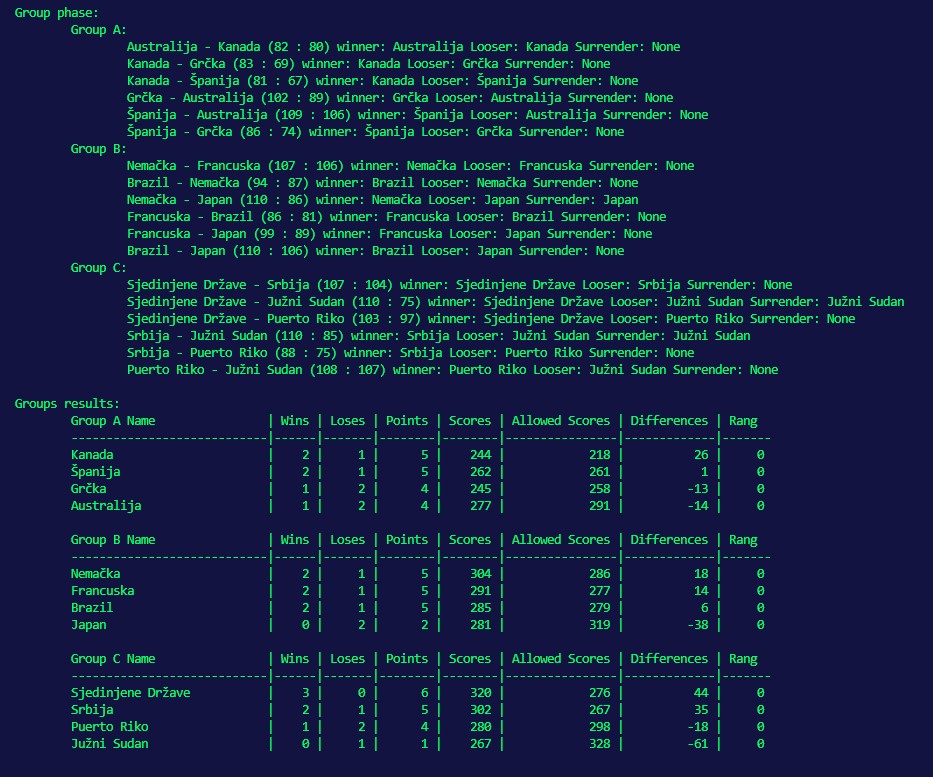 Group phase:
Group A:
Australija - Kanada (82 : 80) winner: Australija Looser: Kanada Surrender: None
Kanada - Grčka (83 : 69) winner: Kanada Looser: Grčka Surrender: None
Kanada - Španija (81 : 67) winner: Kanada Looser: Španija Surrender: None
Grčka - Australija (102 : 89) winner: Grčka Looser: Australija Surrender: None
Španija - Australija (109 : 106) winner: Španija Looser: Australija Surrender: None
Španija - Grčka (86 : 74) winner: Španija Looser: Grčka Surrender: None
Group B:
Nemačka - Francuska (107 : 106) winner: Nemačka Looser: Francuska Surrender: None
Brazil - Nemačka (94 : 87) winner: Brazil Looser: Nemačka Surrender: None
Nemačka - Japan (110 : 86) winner: Nemačka Looser: Japan Surrender: Japan
Francuska - Brazil (86 : 81) winner: Francuska Looser: Brazil Surrender: None
Francuska - Japan (99 : 89) winner: Francuska Looser: Japan Surrender: None
Brazil - Japan (110 : 106) winner: Brazil Looser: Japan Surrender: None
Group C:
Sjedinjene Države - Srbija (107 : 104) winner: Sjedinjene Države Looser: Srbija Surrender: None
Sjedinjene Države - Južni Sudan (110 : 75) winner: Sjedinjene Države Looser: Južni Sudan Surrender: Južni Sudan
Sjedinjene Države - Puerto Riko (103 : 97) winner: Sjedinjene Države Looser: Puerto Riko Surrender: None
Srbija - Južni Sudan (110 : 85) winner: Srbija Looser: Južni Sudan Surrender: Južni Sudan
Srbija - Puerto Riko (88 : 75) winner: Srbija Looser: Puerto Riko Surrender: None
Puerto Riko - Južni Sudan (108 : 107) winner: Puerto Riko Looser: Južni Sudan Surrender: None
Groups results:
Group A Name | Wins | Loses | Points | Scores | Allowed Scores | Differences | Rang
----------------------------|------|-------|--------|--------|----------------|-------------|-------
Kanada | 2 | 1 | 5 | 244 | 218 | 26 | 0
Španija | 2 | 1 | 5 | 262 | 261 | 1 | 0
Grčka | 1 | 2 | 4 | 245 | 258 | -13 | 0
Australija | 1 | 2 | 4 | 277 | 291 | -14 | 0
Group B Name | Wins | Loses | Points | Scores | Allowed Scores | Differences | Rang
----------------------------|------|-------|--------|--------|----------------|-------------|-------
Nemačka | 2 | 1 | 5 | 304 | 286 | 18 | 0
Francuska | 2 | 1 | 5 | 291 | 277 | 14 | 0
Brazil | 2 | 1 | 5 | 285 | 279 | 6 | 0
Japan | 0 | 2 | 2 | 281 | 319 | -38 | 0
Group C Name | Wins | Loses | Points | Scores | Allowed Scores | Differences | Rang
----------------------------|------|-------|--------|--------|----------------|-------------|-------
Sjedinjene Države | 3 | 0 | 6 | 320 | 276 | 44 | 0
Srbija | 2 | 1 | 5 | 302 | 267 | 35 | 0
Puerto Riko | 1 | 2 | 4 | 280 | 298 | -18 | 0
Južni Sudan | 0 | 1 | 1 | 267 | 328 | -61 | 0